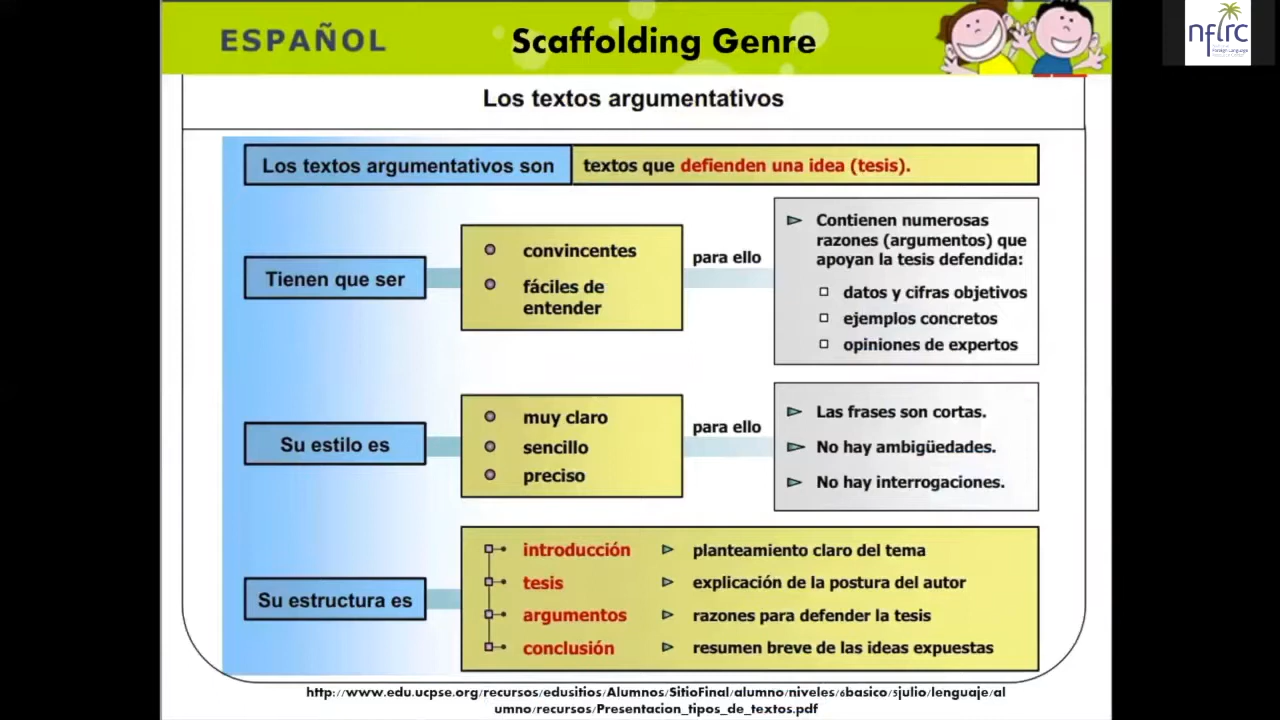 ESPAÑOL
Scaffolding Genre
nflrc
Los textos argumentativos
Los textos argumentativos son
textos que defienden una idea (tesis).
Tienen que ser
convincentes
fáciles de
entender
para ello
Contienen numerosas
razones (argumentos) que
apoyan la tesis defendida:
datos y cifras objetivos
ejemplos concretos
opiniones de expertos
Su estilo es
muy claro
sencillo
preciso
para ello
Las frases son cortas.
No hay ambigüedades.
No hay interrogaciones.
Su estructura es
introducción planteamiento claro del tema
tesis explicación de la postura del autor
argumentos razones para defender la tesis
conclusión resumen breve de las ideas expuestas
http://www.edu.ucpse.org/recursos/edusitios/Alumnos/SitioFinal/alumno/niveles/6basico/5julio/lenguaje/al
umno/recursos/Presentacion_tipos_de_textos.pdf